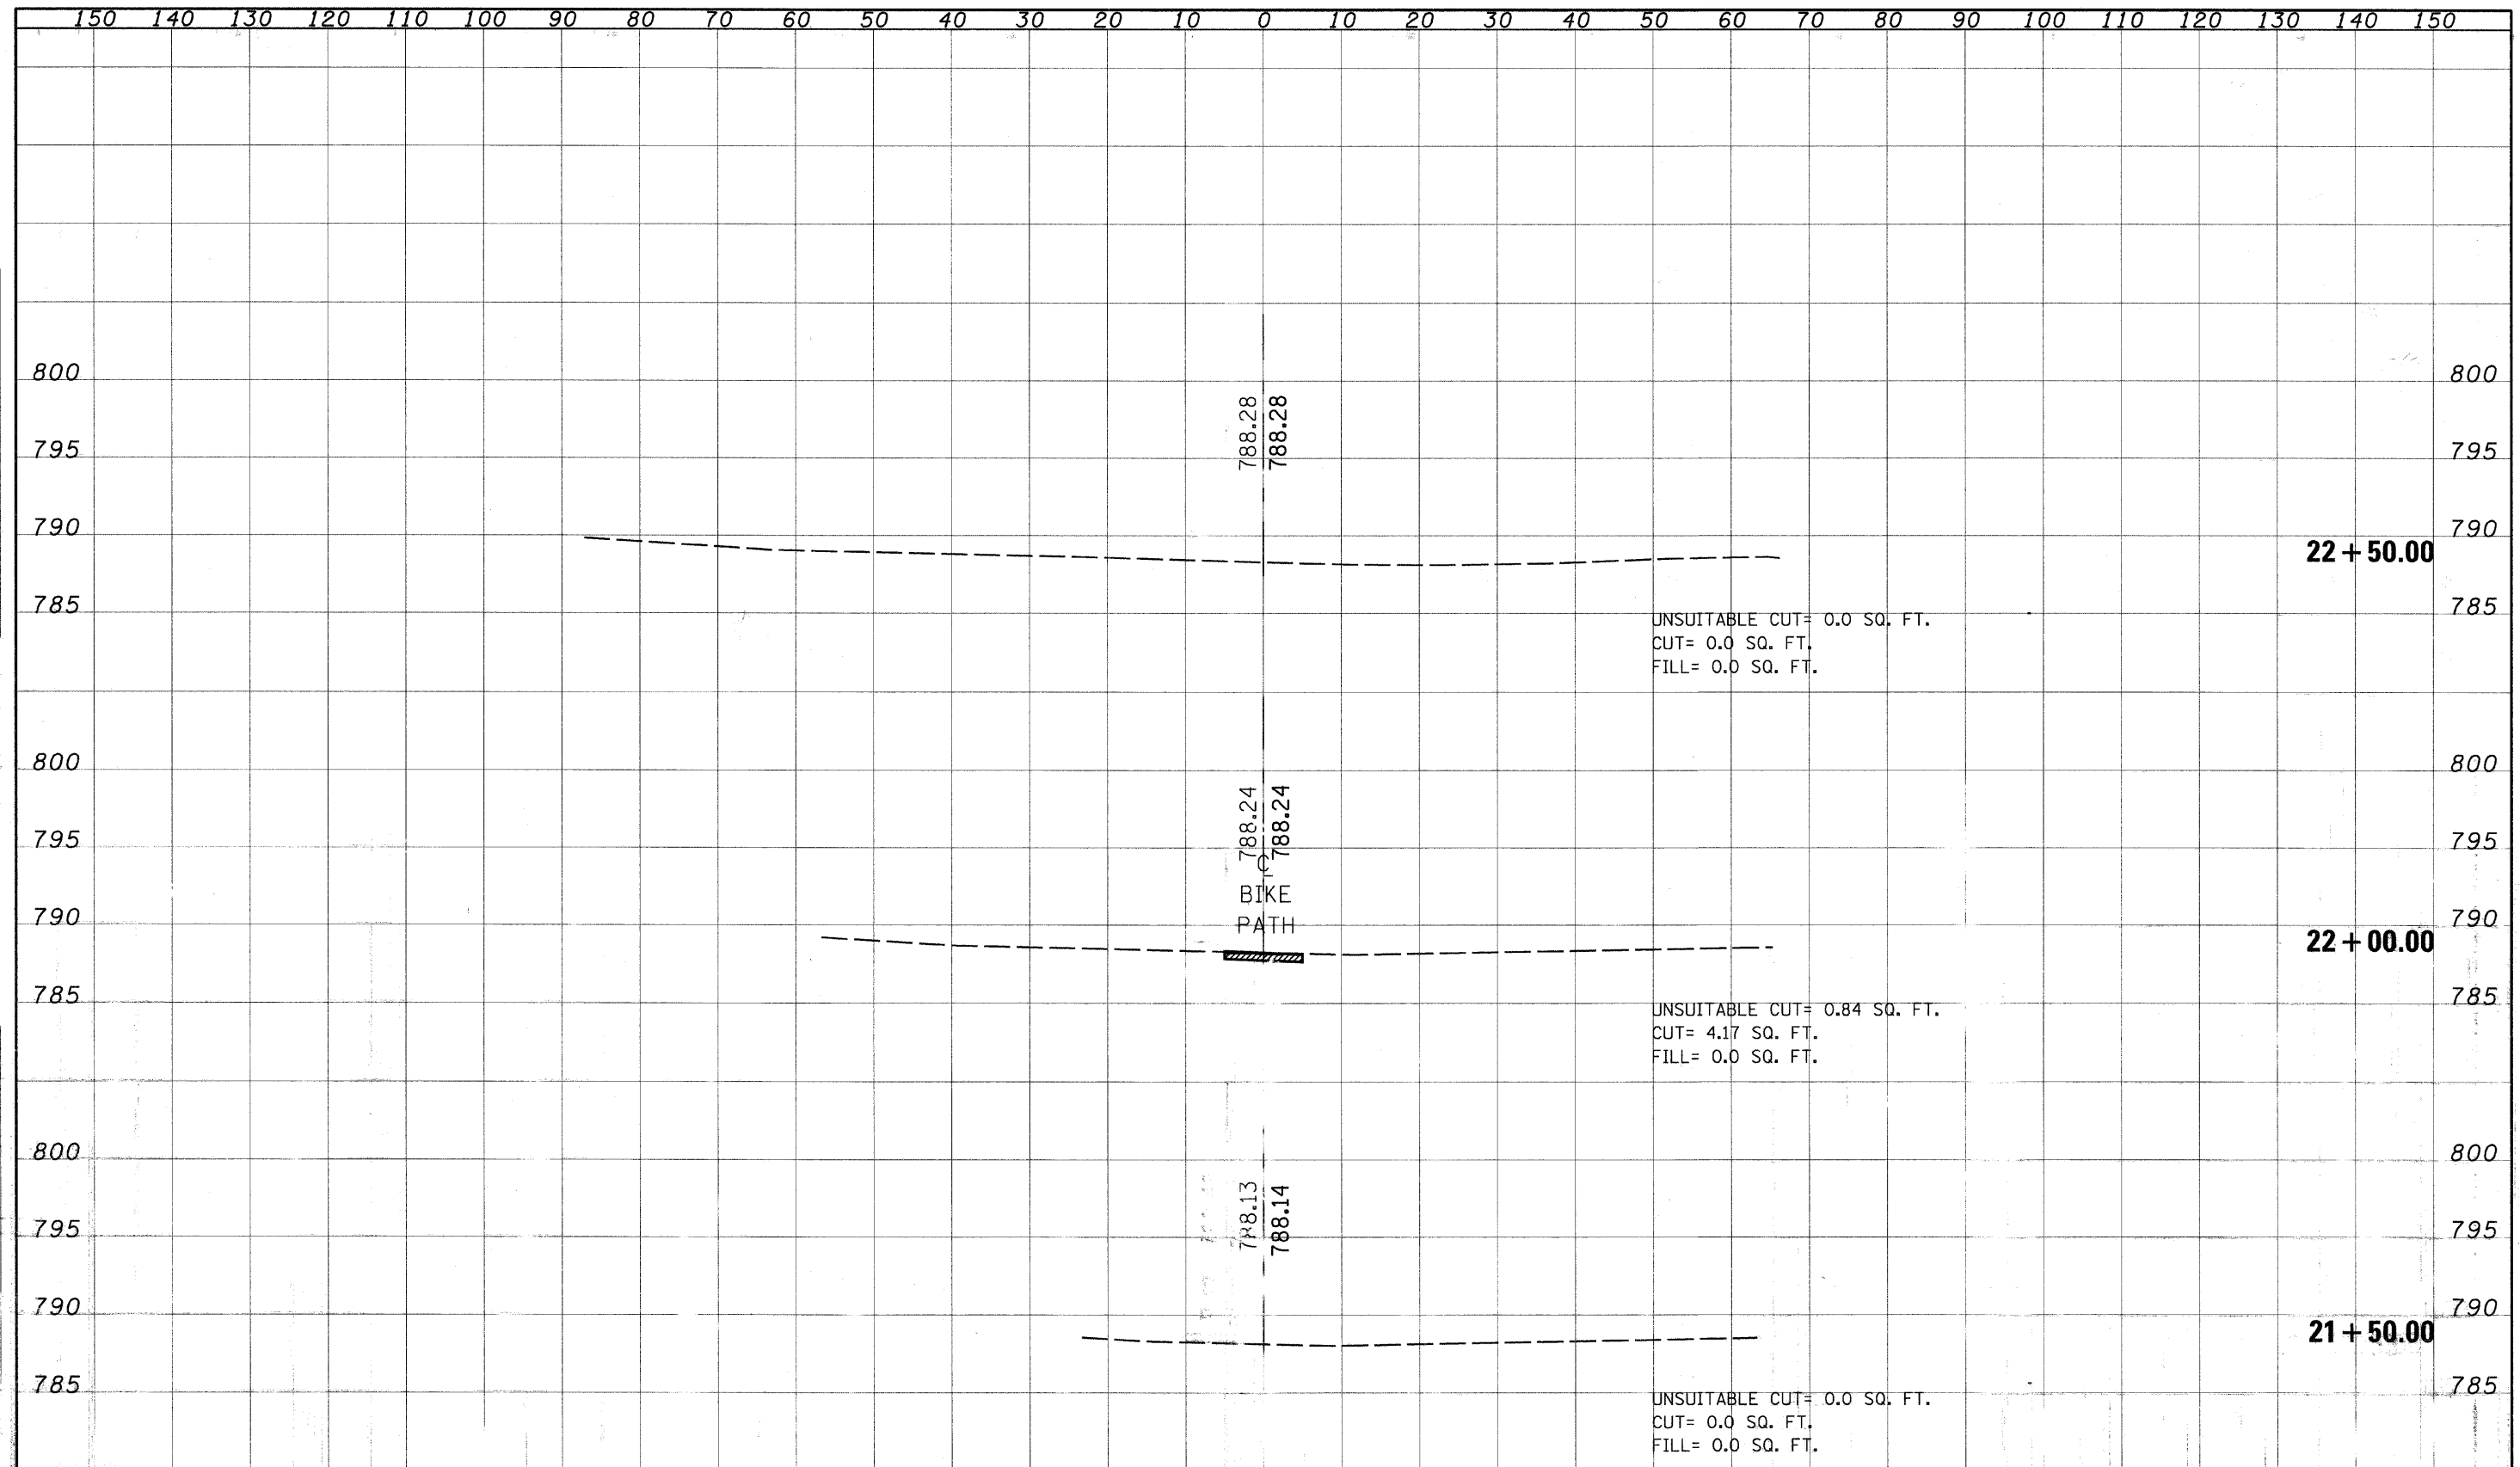 150 140 130 120 110 100 90 80 70 60 50 40 30 20 10 0 10 20 30 40 50 60 70 80 90 100 110 120 130 140 150
800 800
788.28 788.28
795 795
790 790
22+50.00
785 785
UNSUITABLE CUT= 0.0 SQ. FT.
CUT= 0.0 SQ. FT.
FILL= 0.0 SQ. FT.
800 800
788.24 788.24
795 795
℄
BIKE
PATH
790 790
22+00.00
785 785
UNSUITABLE CUT= 0.84 SQ. FT.
CUT= 4.17 SQ. FT.
FILL= 0.0 SQ. FT.
800 800
788.13 788.14
795 795
790 790
21+50.00
785 785
UNSUITABLE CUT= 0.0 SQ. FT.
CUT= 0.0 SQ. FT.
FILL= 0.0 SQ. FT.